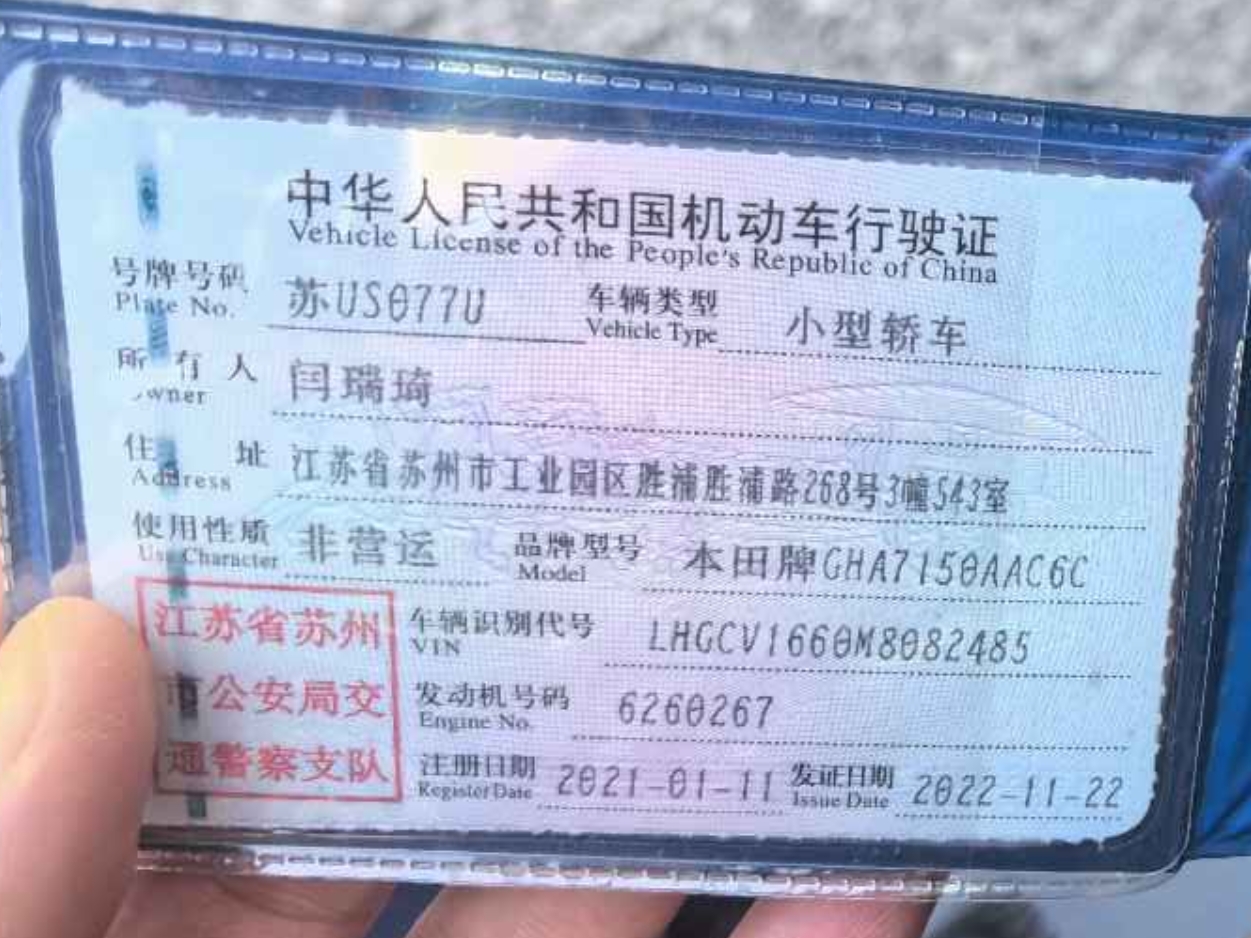 中华人民共和国机动车行驶证
Vehicle License of the People's Republic of China
号牌号码 苏US077U 车辆类型 小型轿车
Plate No. Vehicle Type
所有人 闫瑞琦
Owner
住址 江苏省苏州市工业园区胜浦胜浦路268号3幢543室
Address
使用性质 非营运 品牌型号 本田牌GHA7150AAC6C
Use Character Model
江苏省苏州 车辆识别代号 LHGCV1660M8082485
VIN
市公安局交 发动机号码 6260267
Engine No.
通警察支队 注册日期 2021-01-11 发证日期 2022-11-22
Register Date Issue Date